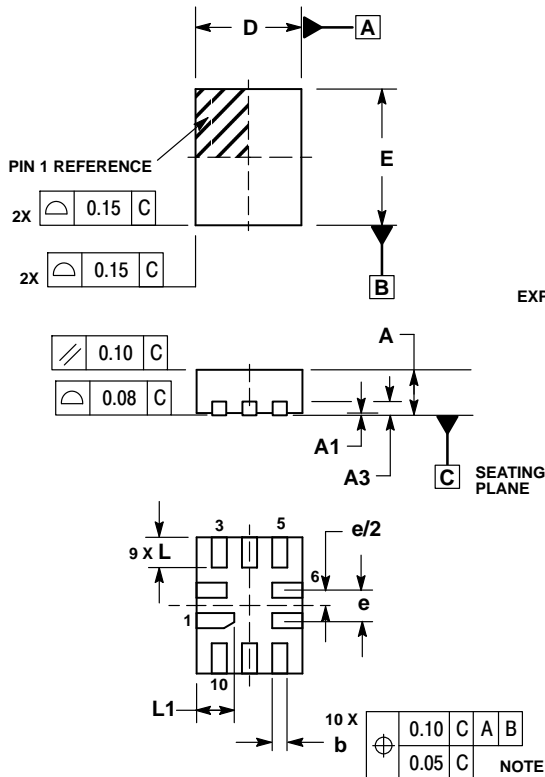 D
A
PIN 1 REFERENCE
E
2X 0.15 C
2X 0.15 C
B
EXP
0.10 C
A
0.08 C
A1
A3
C SEATING
PLANE
3 5
e/2
9 X L
6
e
1
10
L1
b
10 X
0.10 C A B
0.05 C NOTE